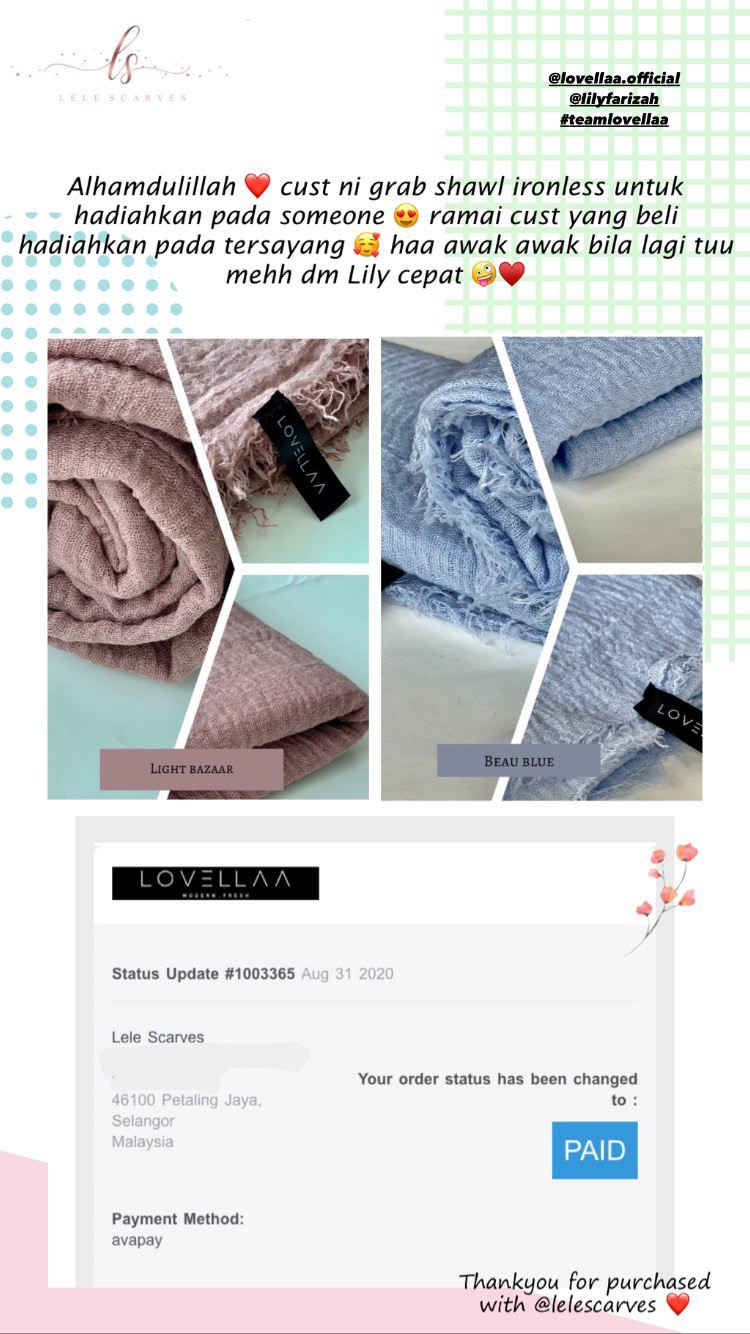 ls
LELE SCARVES
@lovellaa.official
@lilyfarizah
#teamlovellaa
Alhamdulillah ❤️ cust ni grab shawl ironless untuk
hadiahkan pada someone 😍 ramai cust yang beli
hadiahkan pada tersayang 🥰 haa awak awak bila lagi tuu
mehh dm Lily cepat 🤪❤️
LOVELLAA
LOVE
LIGHT BAZAAR
BEAU BLUE
LOVELLAA
MODERN.FRESH
Status Update #1003365 Aug 31 2020
Lele Scarves
46100 Petaling Jaya,
Selangor
Malaysia
Your order status has been changed
to :
PAID
Payment Method:
avapay
Thankyou for purchased
with @lelescarves ❤️